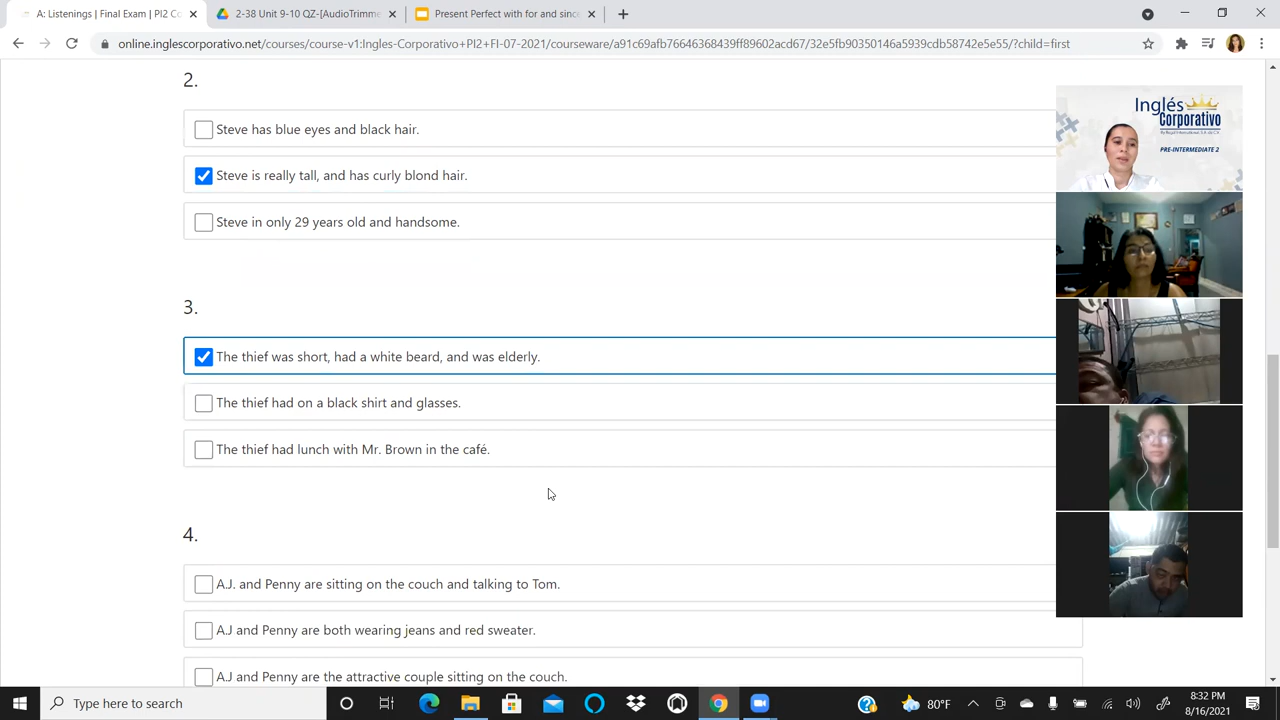 A: Listenings | Final Exam | PI2 Co
2-38 Unit 9-10 QZ-[AudioTrimme
Present Perfect with for and since
online.inglescorporativo.net/courses/course-v1:Ingles-Corporativo+PI2+FI-FI-2021/courseware/a91c69afb76646368439ff89602acd67/32e5fb90350146a5939cdb58742e5e55/?child=first
2.
Steve has blue eyes and black hair.
Steve is really tall, and has curly blond hair.
Steve in only 29 years old and handsome.
3.
The thief was short, had a white beard, and was elderly.
The thief had on a black shirt and glasses.
The thief had lunch with Mr. Brown in the café.
4.
A.J. and Penny are sitting on the couch and talking to Tom.
A.J and Penny are both wearing jeans and red sweater.
A.J and Penny are the attractive couple sitting on the couch.
Inglés
Corporativo
PRE-INTERMEDIATE 2
Type here to search
80°F
8:32 PM
8/16/2021